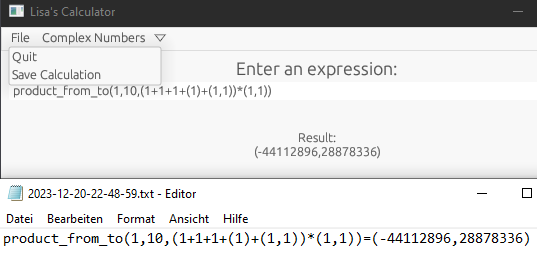 Lisa's Calculator
File Complex Numbers
Quit
Save Calculation
Enter an expression:
product_from_to(1,10,(1+1+1+(1)+(1,1))*(1,1))
Result:
(-44112896,28878336)
2023-12-20-22-48-59.txt - Editor
Datei Bearbeiten Format Ansicht Hilfe
product_from_to(1,10,(1+1+1+(1)+(1,1))*(1,1))=(-44112896,28878336)